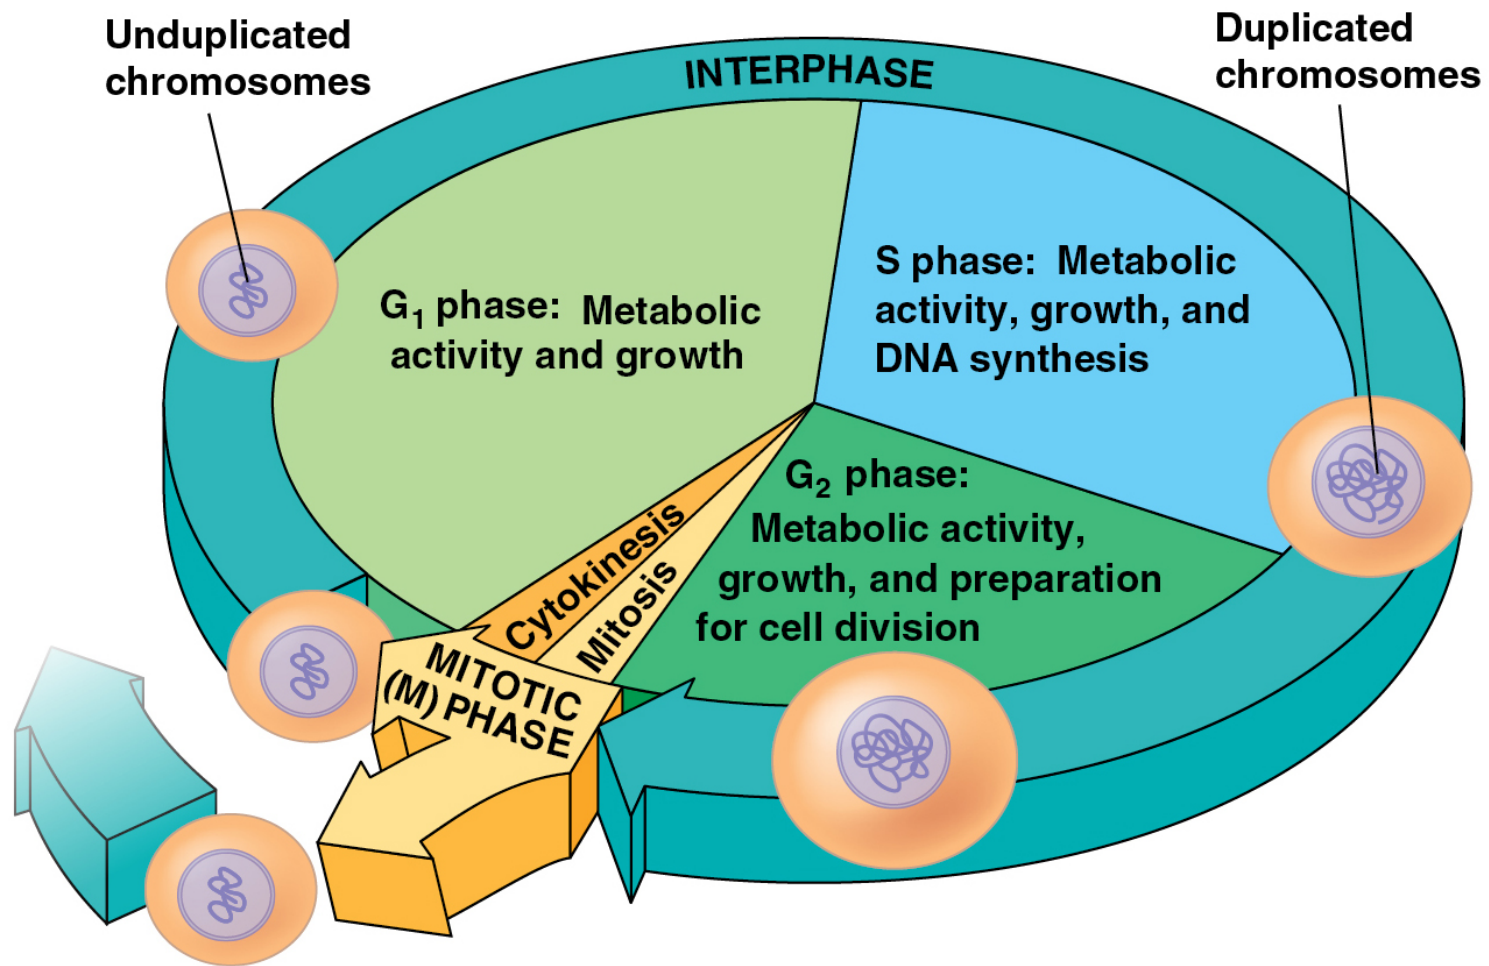 Unduplicated
chromosomes
Duplicated
chromosomes
INTERPHASE
G₁ phase: Metabolic
activity and growth
S phase: Metabolic
activity, growth, and
DNA synthesis
G₂ phase:
Metabolic activity,
growth, and preparation
for cell division
Cytokinesis
Mitosis
MITOTIC
(M) PHASE